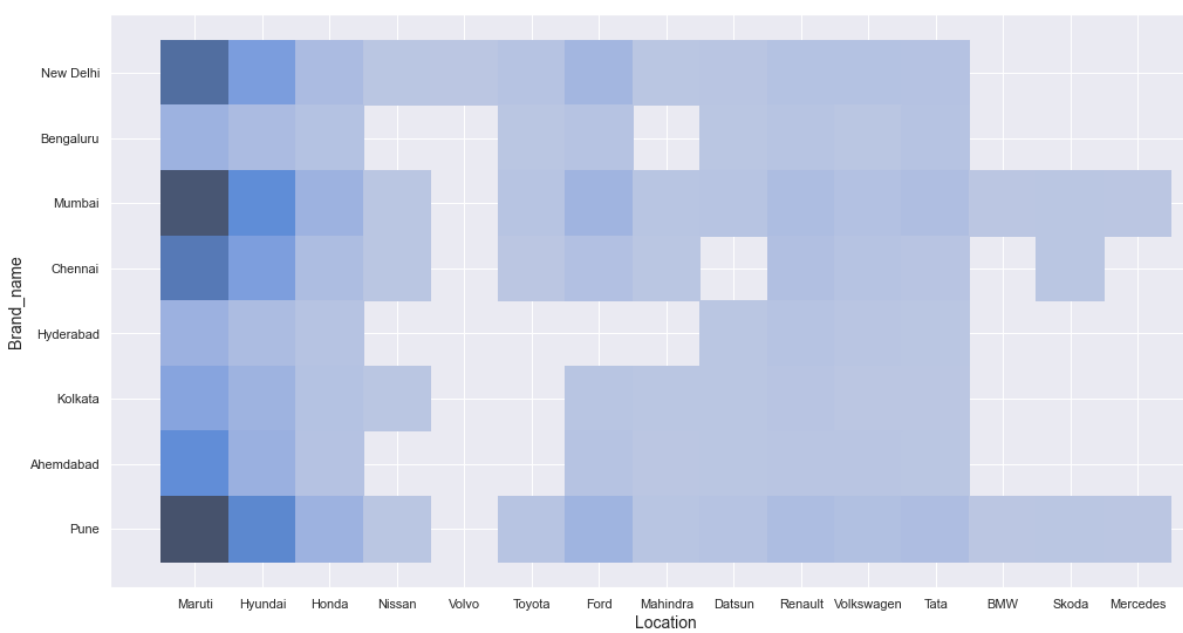 New Delhi
Bengaluru
Mumbai
Chennai
Hyderabad
Kolkata
Ahemdabad
Pune
Brand_name
Maruti Hyundai Honda Nissan Volvo Toyota Ford Mahindra Datsun Renault Volkswagen Tata BMW Skoda Mercedes
Location